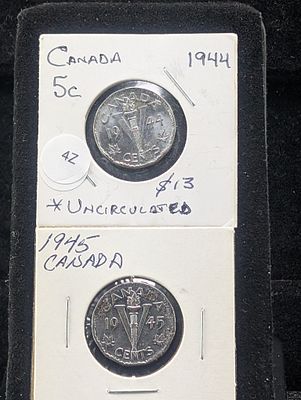 CANADA 1944
5c
CANADA
19 44
CENTS
42
$13
*UNCIRCULATED
1945
CANADA
CANADA
19 45
CENTS